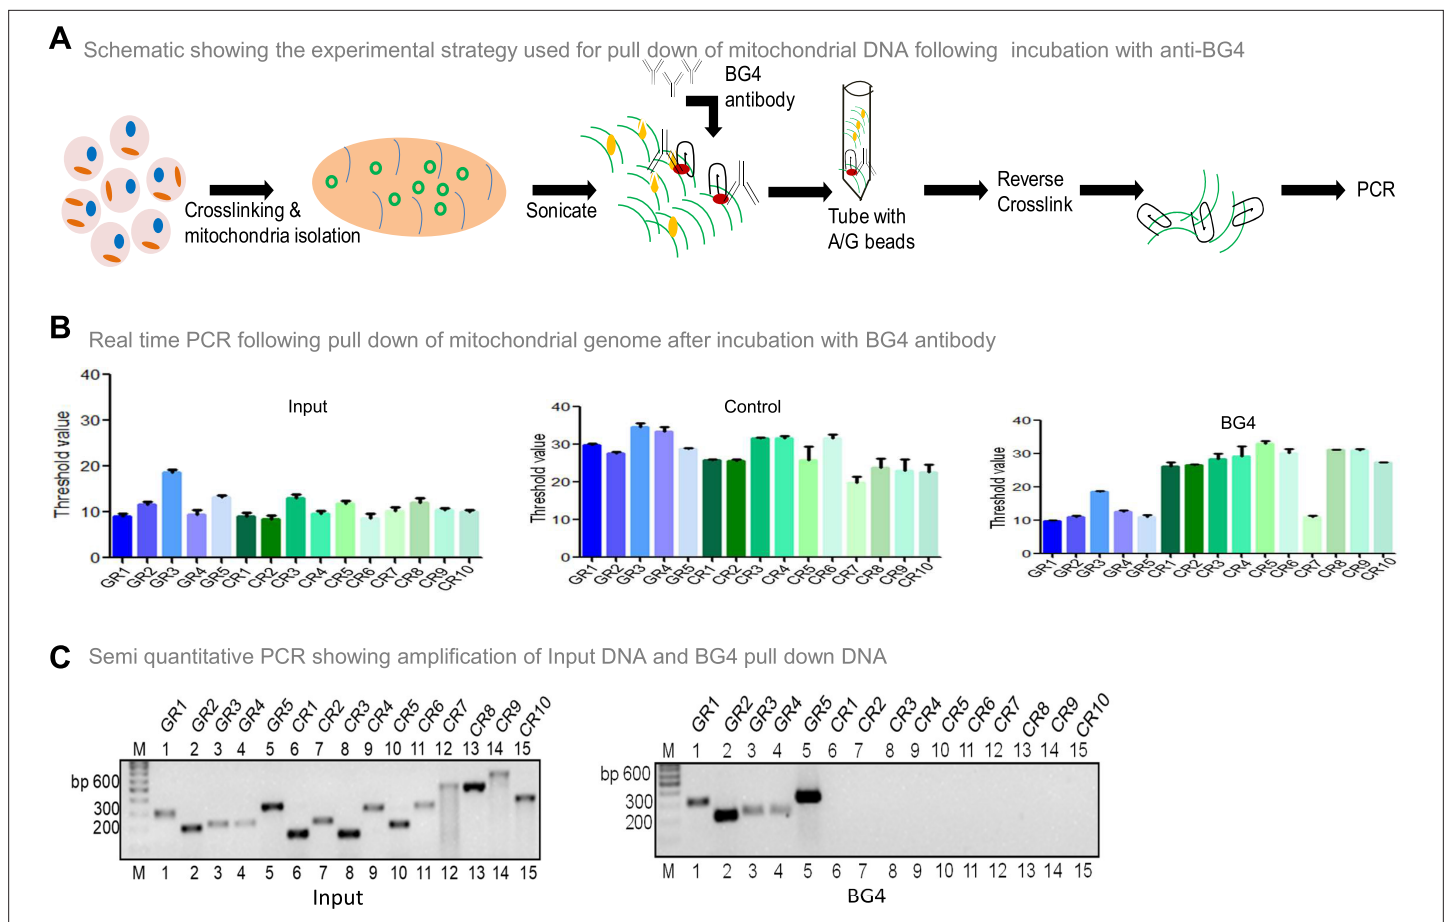 A
Schematic showing the experimental strategy used for pull down of mitochondrial DNA following incubation with anti-BG4
BG4
antibody
Crosslinking &
mitochondria isolation
Sonicate
Tube with
A/G beads
Reverse
Crosslink
PCR
B
Real time PCR following pull down of mitochondrial genome after incubation with BG4 antibody
Input
Threshold value
40
30
20
10
0
GR1 GR2 GR3 GR4 GR5 CR1 CR2 CR3 CR4 CR5 CR6 CR7 CR8 CR9 CR10
Control
Threshold value
40
30
20
10
0
GR1 GR2 GR3 GR4 GR5 CR1 CR2 CR3 CR4 CR5 CR6 CR7 CR8 CR9 CR10
BG4
Threshold value
40
30
20
10
0
GR1 GR2 GR3 GR4 GR5 CR1 CR2 CR3 CR4 CR5 CR6 CR7 CR8 CR9 CR10
C
Semi quantitative PCR showing amplification of Input DNA and BG4 pull down DNA
GR1 GR2 GR3 GR4 GR5 CR1 CR2 CR3 CR4 CR5 CR6 CR7 CR8 CR9 CR10
M 1 2 3 4 5 6 7 8 9 10 11 12 13 14 15
bp 600
300
200
M 1 2 3 4 5 6 7 8 9 10 11 12 13 14 15
Input
GR1 GR2 GR3 GR4 GR5 CR1 CR2 CR3 CR4 CR5 CR6 CR7 CR8 CR9 CR10
M 1 2 3 4 5 6 7 8 9 10 11 12 13 14 15
bp 600
300
200
M 1 2 3 4 5 6 7 8 9 10 11 12 13 14 15
BG4